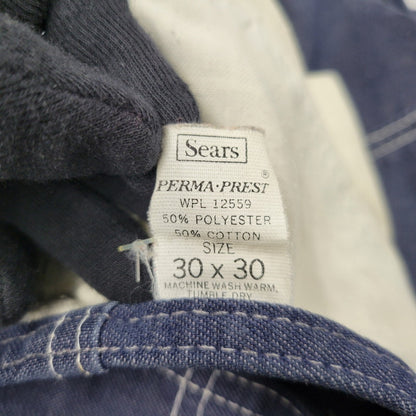 Sears
PERMA·PREST®
WPL 12559
50% POLYESTER
50% COTTON
SIZE
30 x 30
MACHINE WASH WARM,
TUMBLE DRY